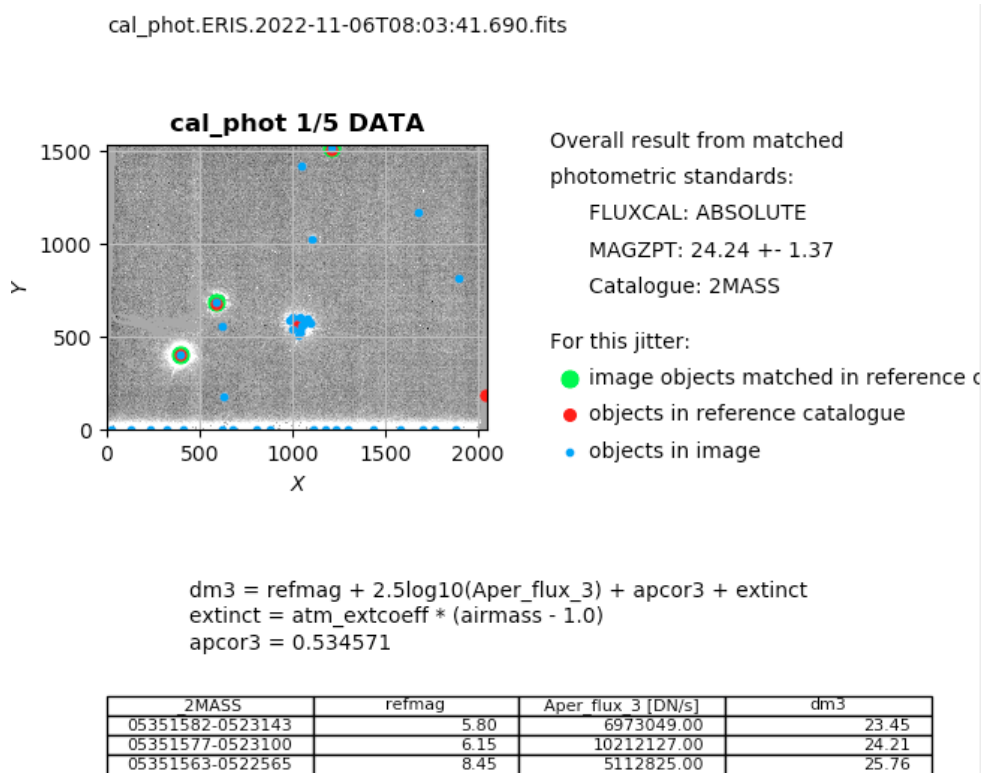 cal_phot.ERIS.2022-11-06T08:03:41.690.fits
cal_phot 1/5 DATA
1500
1000
500
0
Y
0 500 1000 1500 2000
X
Overall result from matched
photometric standards:
FLUXCAL: ABSOLUTE
MAGZPT: 24.24 +- 1.37
Catalogue: 2MASS
For this jitter:
image objects matched in reference c
objects in reference catalogue
objects in image
dm3 = refmag + 2.5log10(Aper_flux_3) + apcor3 + extinct
extinct = atm_extcoeff * (airmass - 1.0)
apcor3 = 0.534571
_2MASS refmag Aper_flux_3 [DN/s] dm3
05351582-0523143 5.80 6973049.00 23.45
05351577-0523100 6.15 10212127.00 24.21
05351563-0522565 8.45 5112825.00 25.76